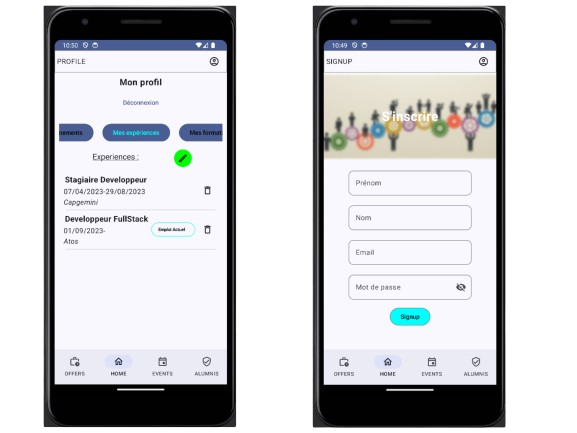 10:50
PROFILE
Mon profil
Déconnexion
nements
Mes expériences
Mes format
Experiences :
Stagiaire Developpeur
07/04/2023-29/08/2023
Capgemini
Developpeur FullStack
01/09/2023-
Emploi Actuel
Atos
OFFERS
HOME
EVENTS
ALUMNIS
10:49
SIGNUP
S'inscrire
Prénom
Nom
Email
Mot de passe
Signup
OFFERS
HOME
EVENTS
ALUMNIS